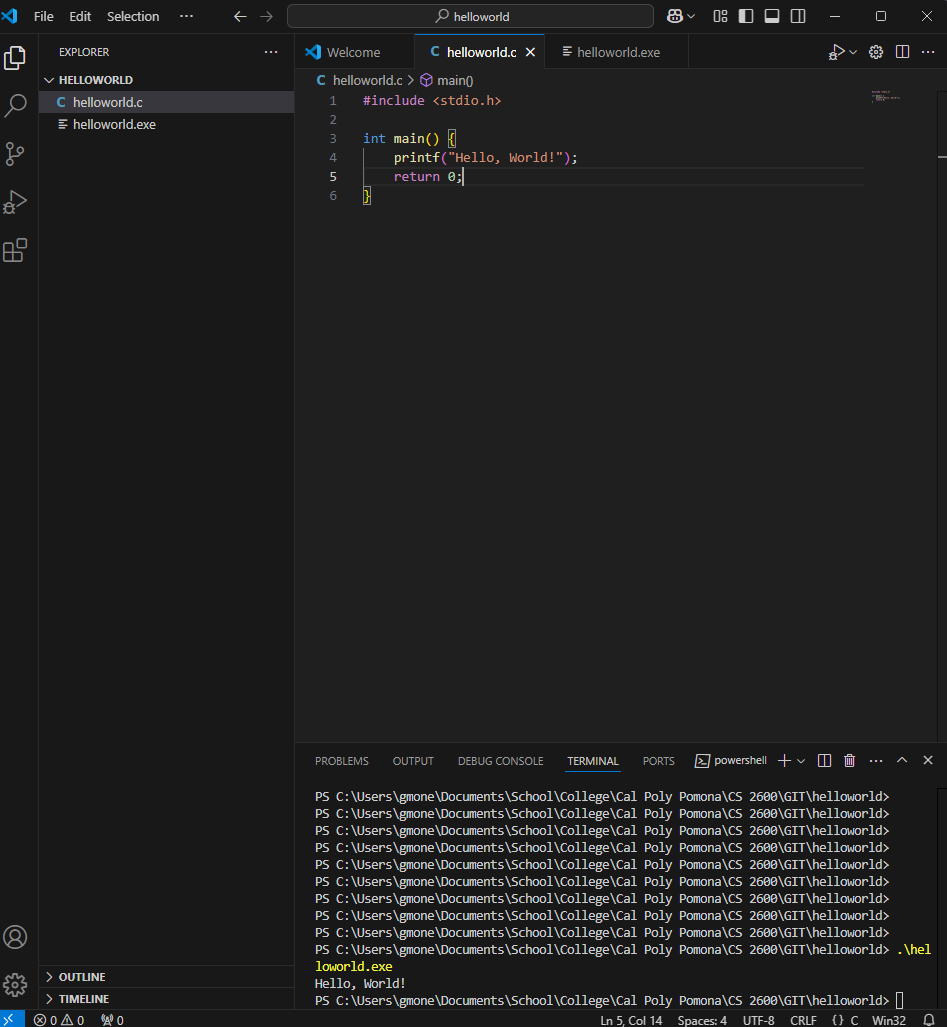 File Edit Selection ··· helloworld
EXPLORER ···
HELLOWORLD
C helloworld.c
helloworld.exe
OUTLINE
TIMELINE
Welcome C helloworld.c helloworld.exe ···
C helloworld.c > main()
1 #include <stdio.h>
2
3 int main() {
4 printf("Hello, World!");
5 return 0;
6 }
PROBLEMS OUTPUT DEBUG CONSOLE TERMINAL PORTS powershell ···
PS C:\Users\gmone\Documents\School\College\Cal Poly Pomona\CS 2600\GIT\helloworld>
PS C:\Users\gmone\Documents\School\College\Cal Poly Pomona\CS 2600\GIT\helloworld>
PS C:\Users\gmone\Documents\School\College\Cal Poly Pomona\CS 2600\GIT\helloworld>
PS C:\Users\gmone\Documents\School\College\Cal Poly Pomona\CS 2600\GIT\helloworld>
PS C:\Users\gmone\Documents\School\College\Cal Poly Pomona\CS 2600\GIT\helloworld>
PS C:\Users\gmone\Documents\School\College\Cal Poly Pomona\CS 2600\GIT\helloworld>
PS C:\Users\gmone\Documents\School\College\Cal Poly Pomona\CS 2600\GIT\helloworld>
PS C:\Users\gmone\Documents\School\College\Cal Poly Pomona\CS 2600\GIT\helloworld>
PS C:\Users\gmone\Documents\School\College\Cal Poly Pomona\CS 2600\GIT\helloworld>
PS C:\Users\gmone\Documents\School\College\Cal Poly Pomona\CS 2600\GIT\helloworld> .\hel
loworld.exe
Hello, World!
PS C:\Users\gmone\Documents\School\College\Cal Poly Pomona\CS 2600\GIT\helloworld>
0 0 0 Ln 5, Col 14 Spaces: 4 UTF-8 CRLF {} C Win32